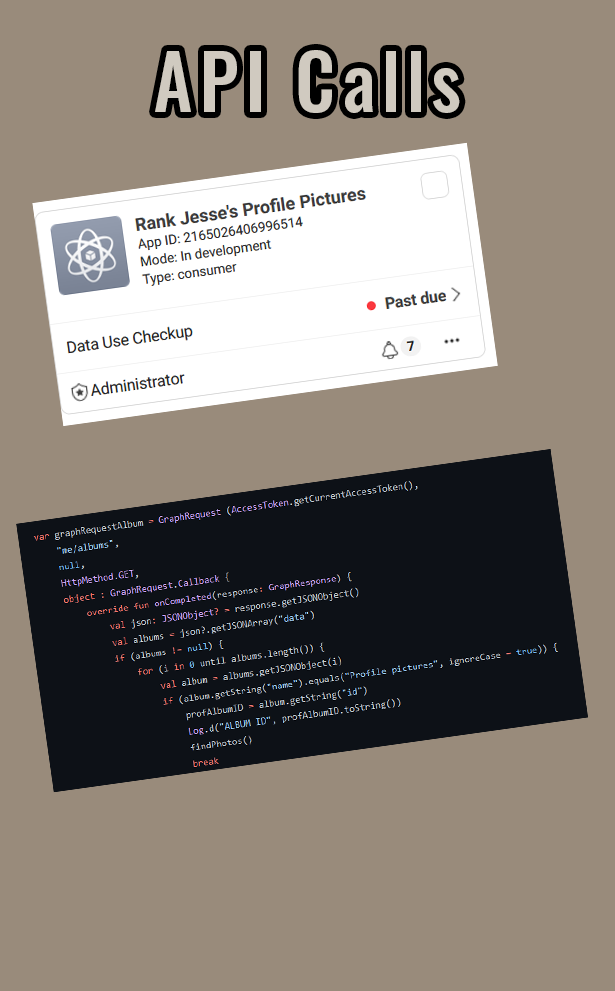 API Calls
Rank Jesse's Profile Pictures
App ID: 2165026406996514
Mode: In development
Type: consumer
Data Use Checkup
Past due
Administrator
7
var graphRequestAlbum = GraphRequest (AccessToken.getCurrentAccessToken(),
"me/albums",
null,
HttpMethod.GET,
object : GraphRequest.Callback {
override fun onCompleted(response: GraphResponse) {
val json: JSONObject? = response.getJSONObject()
val albums = json?.getJSONArray("data")
if (albums != null) {
for (i in 0 until albums.length()) {
val album = albums.getJSONObject(i)
if (album.getString("name").equals("Profile pictures", ignoreCase = true)) {
profAlbumID = album.getString("id")
Log.d("ALBUM ID", profAlbumID.toString())
findPhotos()
break